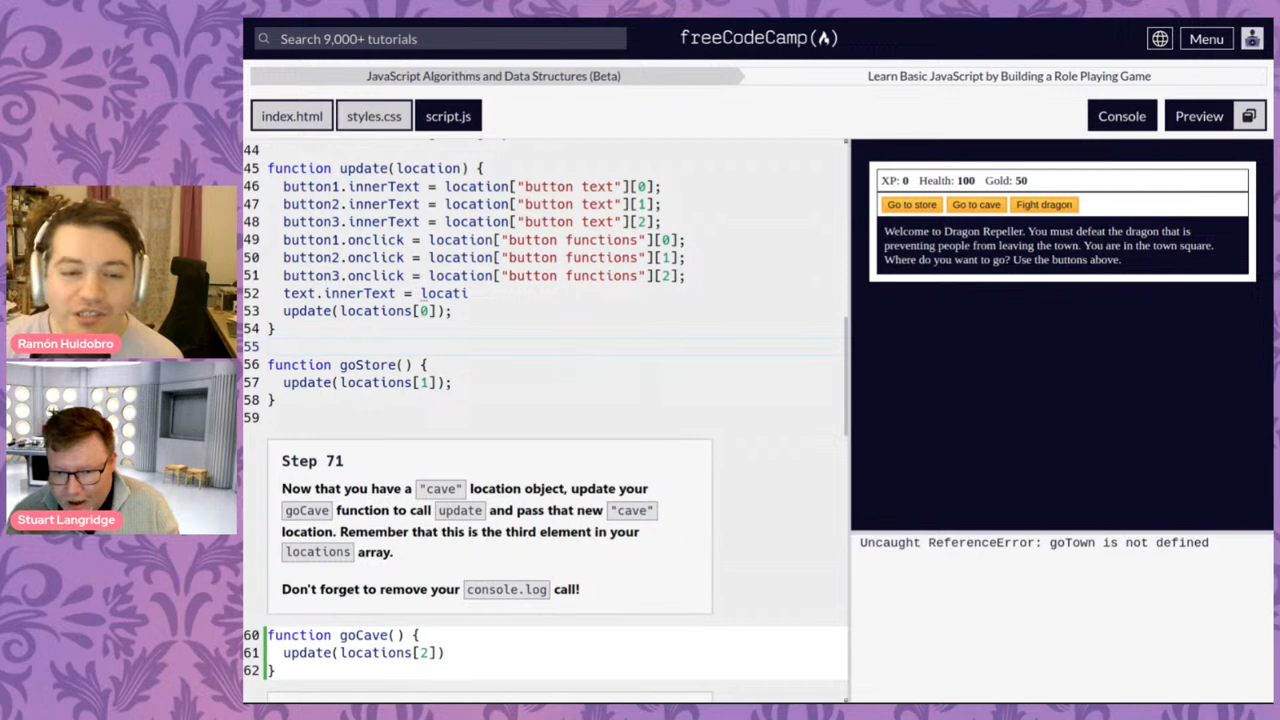 Search 9,000+ tutorials
freeCodeCamp
Menu
JavaScript Algorithms and Data Structures (Beta)
Learn Basic JavaScript by Building a Role Playing Game
index.html
styles.css
script.js
Console
Preview
44
45 function update(location) {
46 button1.innerText = location["button text"][0];
47 button2.innerText = location["button text"][1];
48 button3.innerText = location["button text"][2];
49 button1.onclick = location["button functions"][0];
50 button2.onclick = location["button functions"][1];
51 button3.onclick = location["button functions"][2];
52 text.innerText = locati
53 update(locations[0]);
54 }
55
56 function goStore() {
57 update(locations[1]);
58 }
59
Step 71
Now that you have a "cave" location object, update your
goCave function to call update and pass that new "cave"
location. Remember that this is the third element in your
locations array.
Don't forget to remove your console.log call!
60 function goCave() {
61 update(locations[2])
62 }
XP: 0 Health: 100 Gold: 50
Go to store Go to cave Fight dragon
Welcome to Dragon Repeller. You must defeat the dragon that is
preventing people from leaving the town. You are in the town square.
Where do you want to go? Use the buttons above.
Uncaught ReferenceError: goTown is not defined
Ramón Huidobro
Stuart Langridge